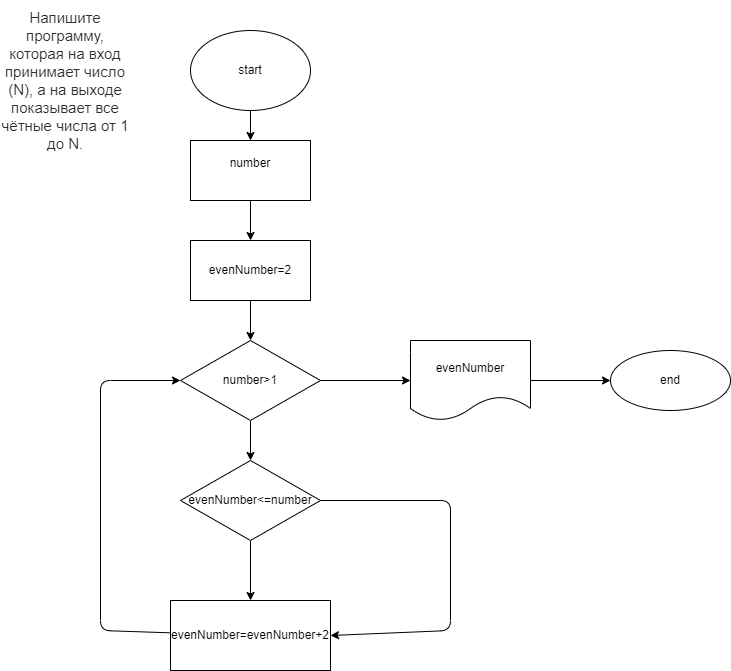 Напишите
программу,
которая на вход
принимает число
(N), а на выходе
показывает все
чётные числа от 1
до N.
start
number
evenNumber=2
number>1
evenNumber
end
evenNumber<=number
evenNumber=evenNumber+2